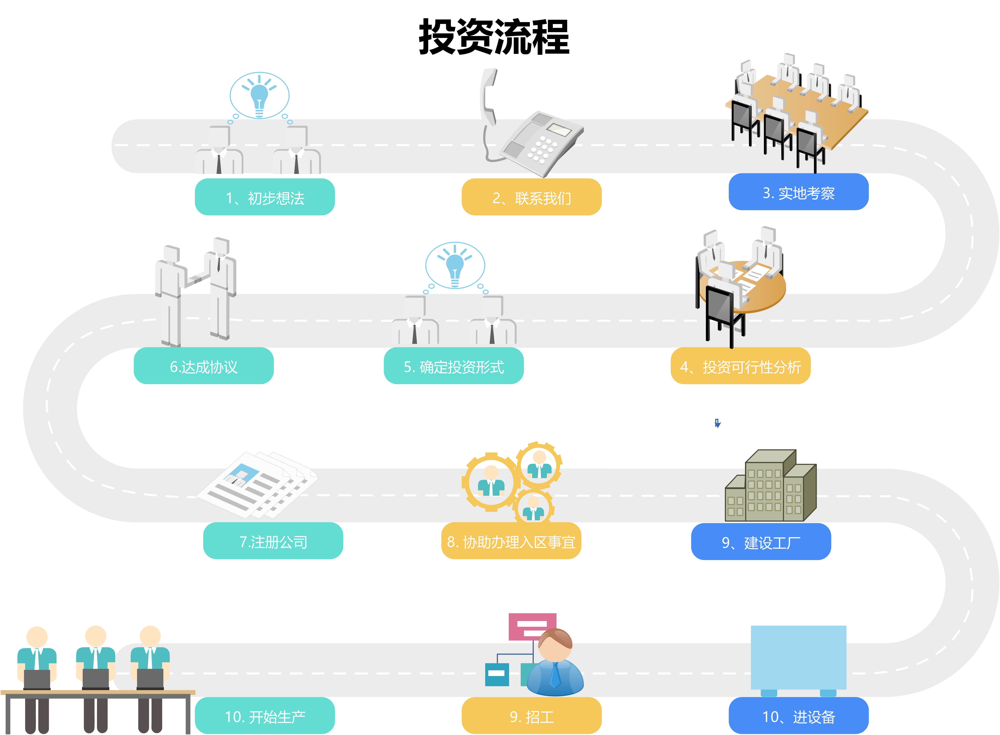 投资流程
1、初步想法
2、联系我们
3. 实地考察
6.达成协议
5. 确定投资形式
4、投资可行性分析
7.注册公司
8. 协助办理入区事宜
9、建设工厂
10. 开始生产
9. 招工
10、进设备